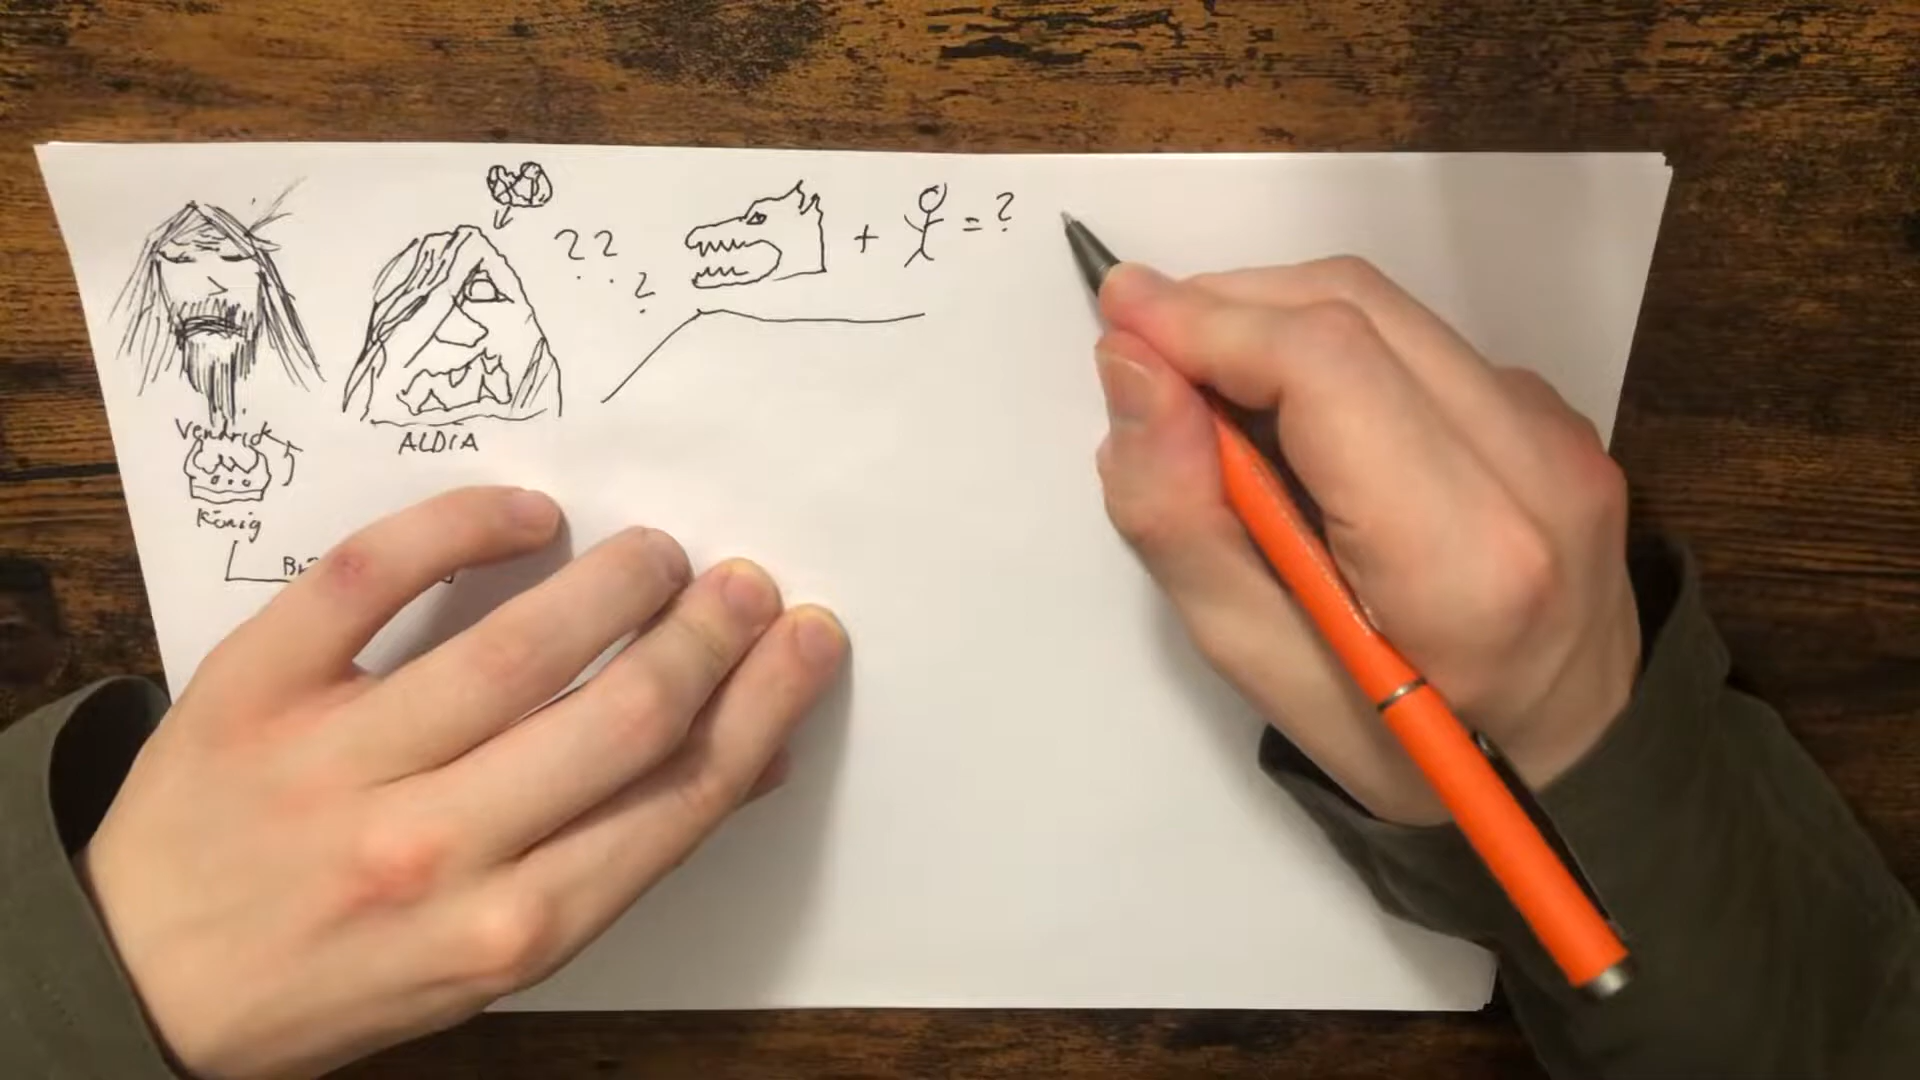 ? ?
?
+ = ?
Vendrick
ALDIA
König